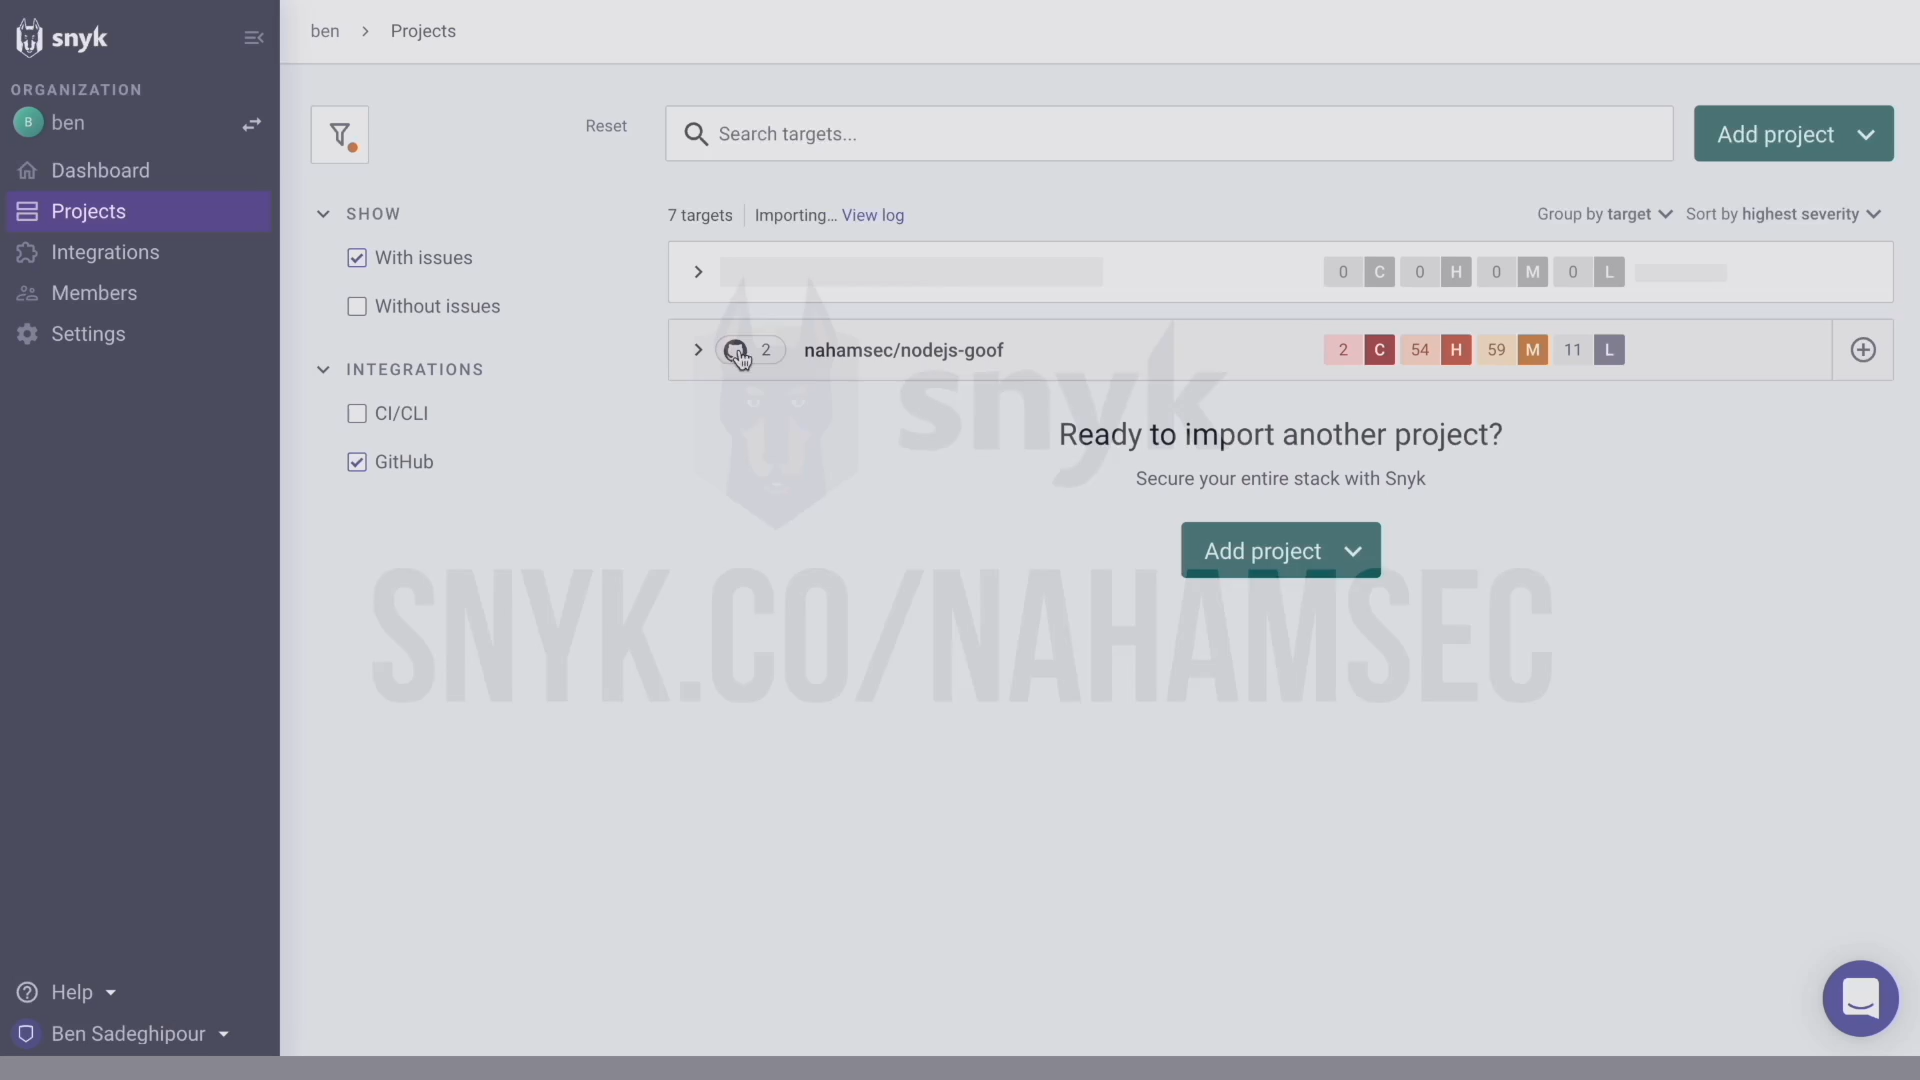 snyk
ben > Projects
ORGANIZATION
B ben
Dashboard
Projects
Integrations
Members
Settings
Help
Ben Sadeghipour
Reset
SHOW
With issues
Without issues
INTEGRATIONS
CI/CLI
GitHub
Search targets...
Add project
7 targets
Importing... View log
Group by target
Sort by highest severity
0 C 0 H 0 M 0 L
2 nahamsec/nodejs-goof 2 C 54 H 59 M 11 L
snyk
Ready to import another project?
Secure your entire stack with Snyk
Add project
SNYK.CO/NAHAMSEC